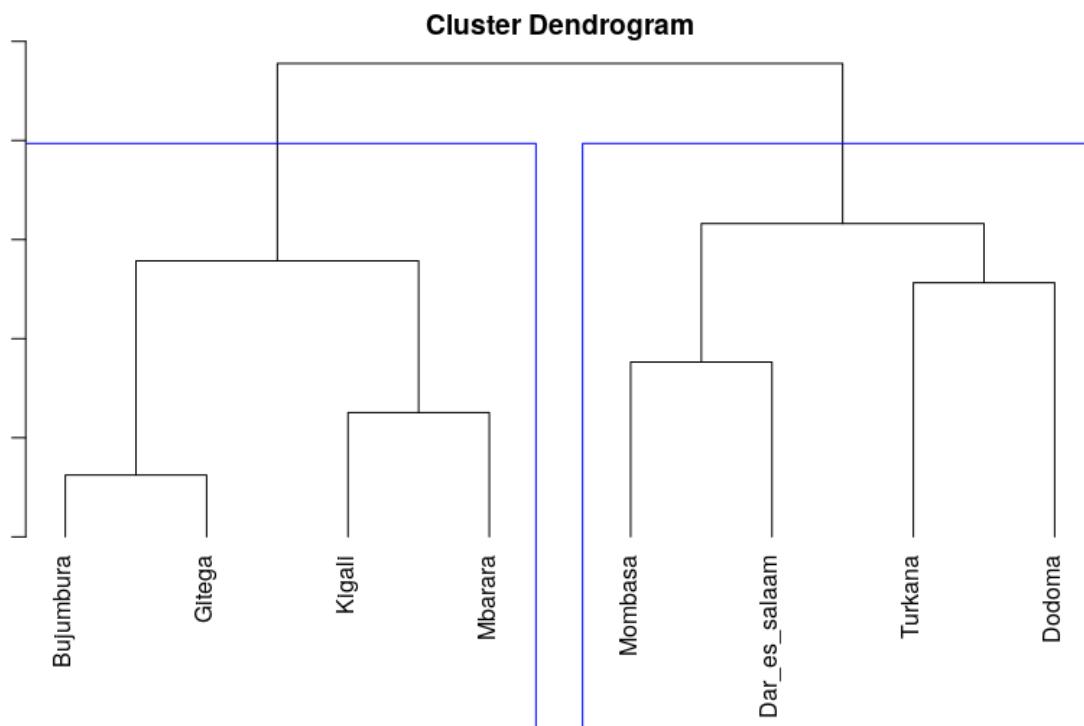 Cluster Dendrogram
Bujumbura
Gitega
Kigali
Mbarara
Mombasa
Dar_es_salaam
Turkana
Dodoma